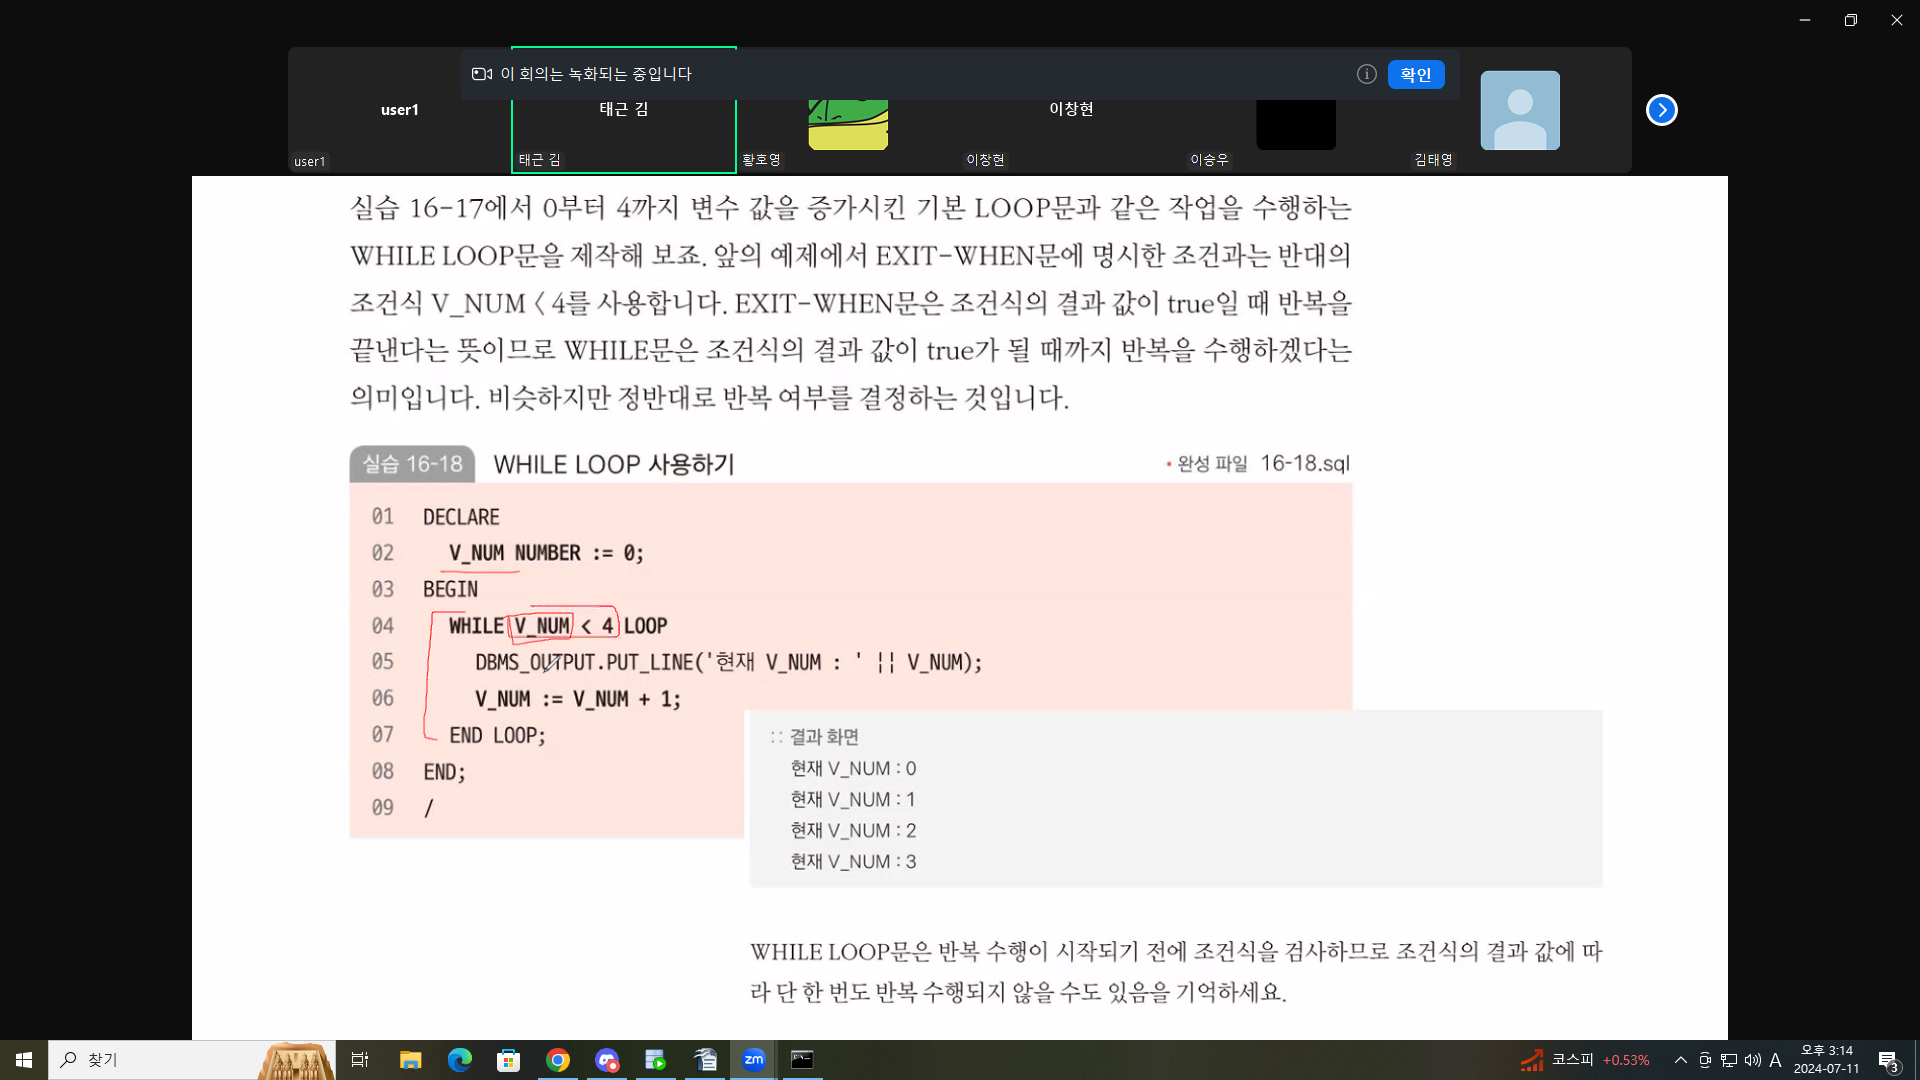 이 회의는 녹화되는 중입니다
확인
user1
태근 김
이창현
user1
태근 김
황호영
이창현
이승우
김태영
실습 16-17에서 0부터 4까지 변수 값을 증가시킨 기본 LOOP문과 같은 작업을 수행하는
WHILE LOOP문을 제작해 보죠. 앞의 예제에서 EXIT-WHEN문에 명시한 조건과는 반대의
조건식 V_NUM < 4를 사용합니다. EXIT-WHEN문은 조건식의 결과 값이 true일 때 반복을
끝낸다는 뜻이므로 WHILE문은 조건식의 결과 값이 true가 될 때까지 반복을 수행하겠다는
의미입니다. 비슷하지만 정반대로 반복 여부를 결정하는 것입니다.
실습 16-18 WHILE LOOP 사용하기 • 완성 파일 16-18.sql
01 DECLARE
02 V_NUM NUMBER := 0;
03 BEGIN
04 WHILE V_NUM < 4 LOOP
05 DBMS_OUTPUT.PUT_LINE('현재 V_NUM : ' || V_NUM);
06 V_NUM := V_NUM + 1;
07 END LOOP;
08 END;
09 /
:: 결과 화면
현재 V_NUM : 0
현재 V_NUM : 1
현재 V_NUM : 2
현재 V_NUM : 3
WHILE LOOP문은 반복 수행이 시작되기 전에 조건식을 검사하므로 조건식의 결과 값에 따
라 단 한 번도 반복 수행되지 않을 수도 있음을 기억하세요.
찾기
zm
코스피 +0.53%
A
오후 3:14
2024-07-11
3